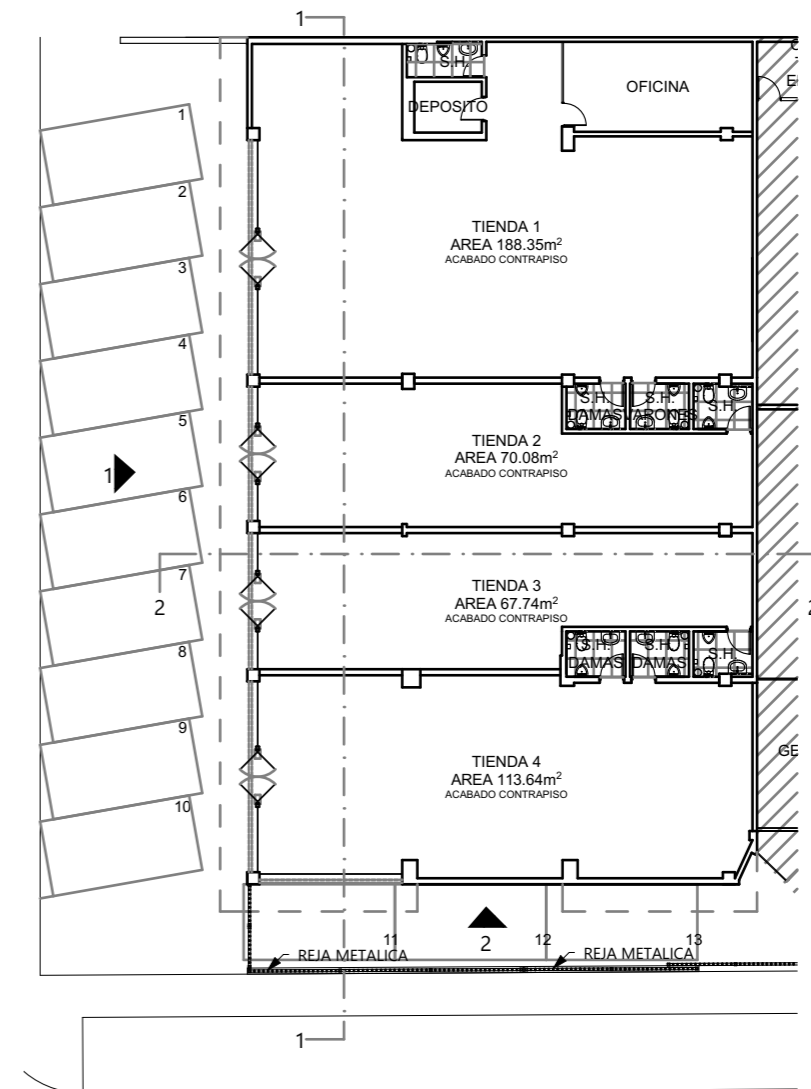 1
S.H.
DEPOSITO
OFICINA
1
2
3
4
5
6
7
8
9
10
TIENDA 1
AREA 188.35m²
ACABADO CONTRAPISO
S.H.
DAMAS
S.H.
VARONES
S.H.
TIENDA 2
AREA 70.08m²
ACABADO CONTRAPISO
1
2
TIENDA 3
AREA 67.74m²
ACABADO CONTRAPISO
S.H.
DAMAS
S.H.
DAMAS
S.H.
TIENDA 4
AREA 113.64m²
ACABADO CONTRAPISO
GE
11
2
12
13
REJA METALICA
REJA METALICA
1